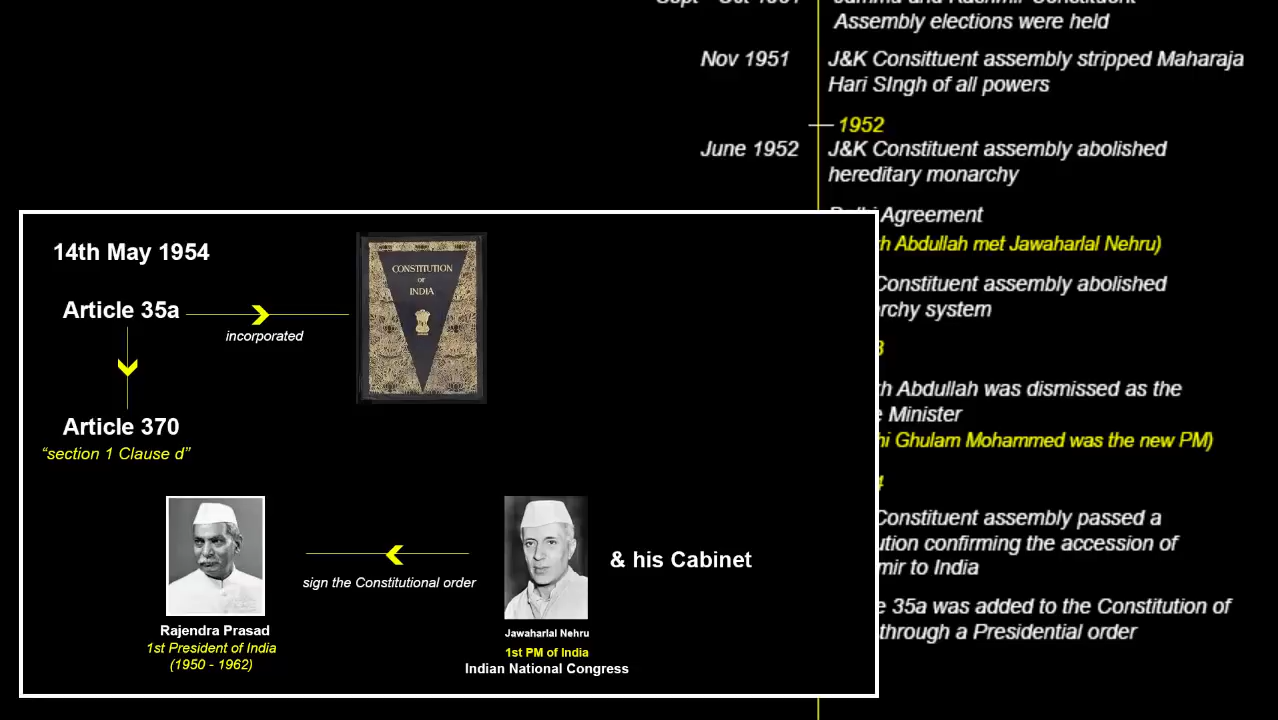 Assembly elections were held
Nov 1951
J&K Consittuent assembly stripped Maharaja
Hari SIngh of all powers
1952
June 1952
J&K Constituent assembly abolished
hereditary monarchy
Agreement
Abdullah met Jawaharlal Nehru)
Constituent assembly abolished
system
Abdullah was dismissed as the
Minister
Ghulam Mohammed was the new PM)
Constituent assembly passed a
confirming the accession of
to India
35a was added to the Constitution of
through a Presidential order
14th May 1954
Article 35a
incorporated
CONSTITUTION
OF
INDIA
Article 370
“section 1 Clause d”
sign the Constitutional order
& his Cabinet
Rajendra Prasad
1st President of India
(1950 - 1962)
Jawaharlal Nehru
1st PM of India
Indian National Congress